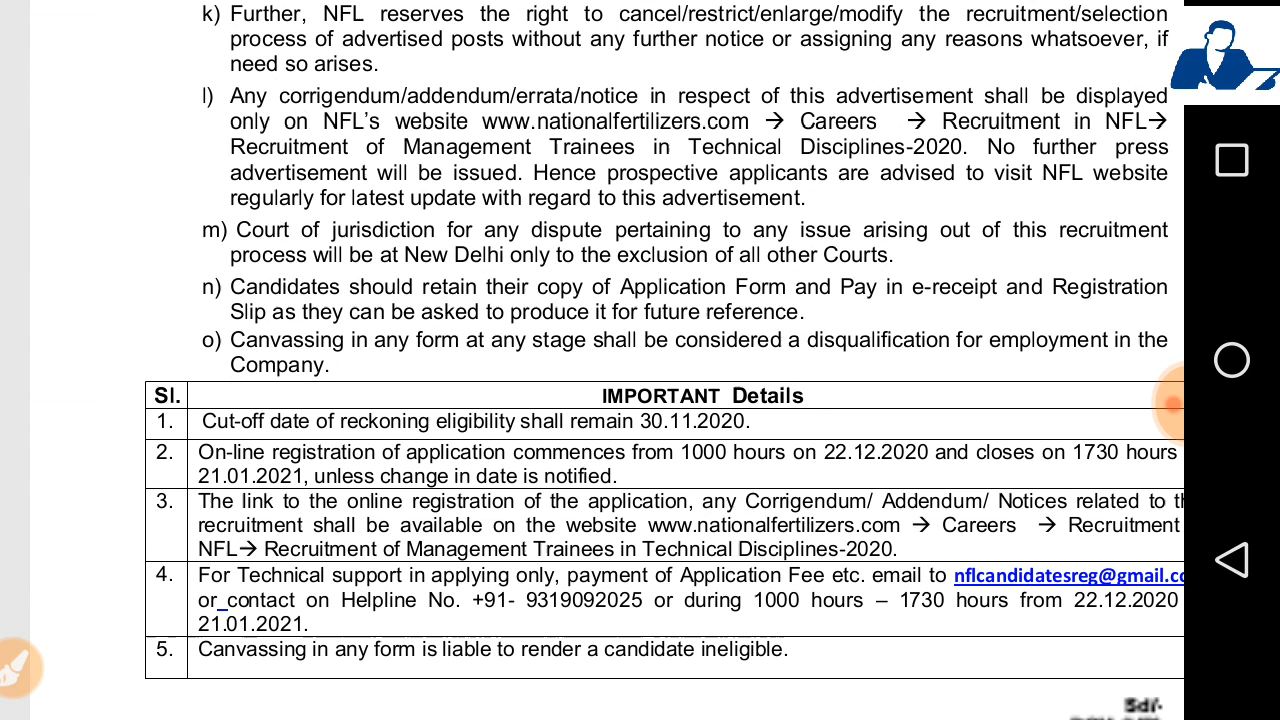 k) Further, NFL reserves the right to cancel/restrict/enlarge/modify the recruitment/selection
process of advertised posts without any further notice or assigning any reasons whatsoever, if
need so arises.
l) Any corrigendum/addendum/errata/notice in respect of this advertisement shall be displayed
only on NFL's website www.nationalfertilizers.com → Careers → Recruitment in NFL→
Recruitment of Management Trainees in Technical Disciplines-2020. No further press
advertisement will be issued. Hence prospective applicants are advised to visit NFL website
regularly for latest update with regard to this advertisement.
m) Court of jurisdiction for any dispute pertaining to any issue arising out of this recruitment
process will be at New Delhi only to the exclusion of all other Courts.
n) Candidates should retain their copy of Application Form and Pay in e-receipt and Registration
Slip as they can be asked to produce it for future reference.
o) Canvassing in any form at any stage shall be considered a disqualification for employment in the
Company.
Sl. IMPORTANT Details
1. Cut-off date of reckoning eligibility shall remain 30.11.2020.
2. On-line registration of application commences from 1000 hours on 22.12.2020 and closes on 1730 hours
21.01.2021, unless change in date is notified.
3. The link to the online registration of the application, any Corrigendum/ Addendum/ Notices related to
recruitment shall be available on the website www.nationalfertilizers.com → Careers → Recruitment
NFL→ Recruitment of Management Trainees in Technical Disciplines-2020.
4. For Technical support in applying only, payment of Application Fee etc. email to nflcandidatesreg@gmail.co
or contact on Helpline No. +91- 9319092025 or during 1000 hours – 1730 hours from 22.12.2020
21.01.2021.
5. Canvassing in any form is liable to render a candidate ineligible.
Sd/-